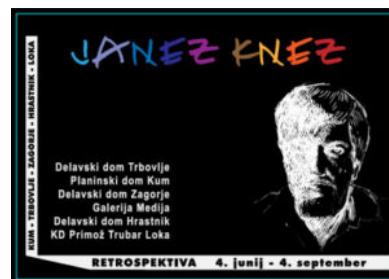 JANEZ KNEZ
KUM - TRBOVLJE - ZAGORJE - HRASTNIK - LOKA
Delavski dom Trbovlje
Planinski dom Kum
Delavski dom Zagorje
Galerija Medija
Delavski dom Hrastnik
KD Primož Trubar Loka
RETROSPEKTIVA 4. junij - 4. september